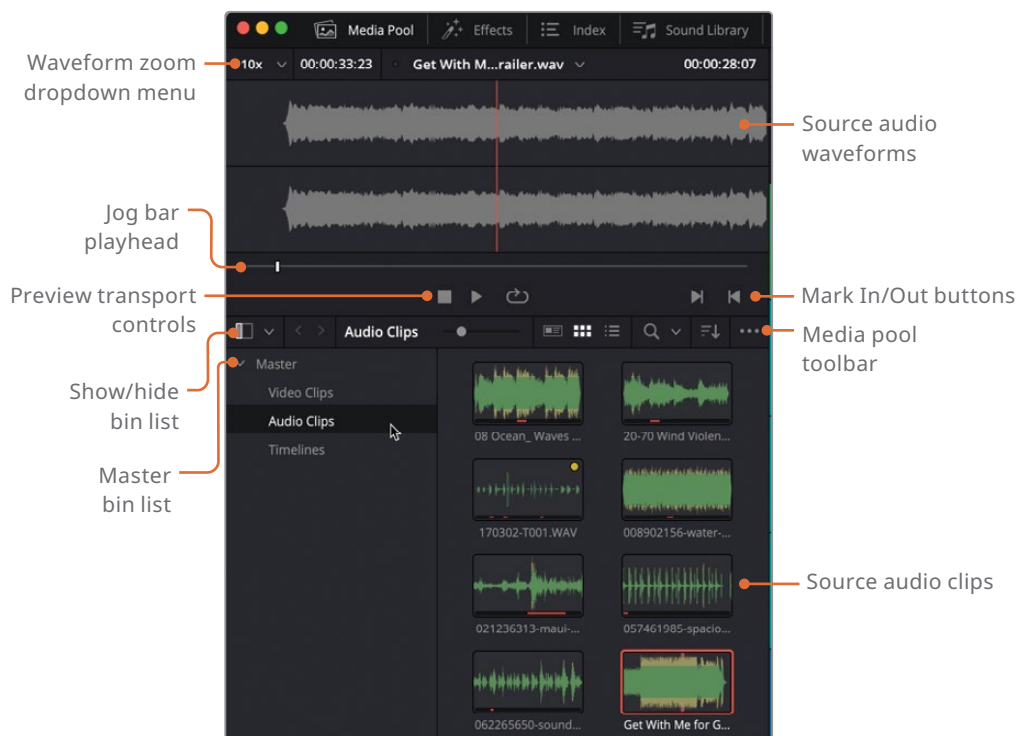 Media Pool Effects Index Sound Library
10x 00:00:33:23 Get With M...railer.wav 00:00:28:07
Waveform zoom
dropdown menu
Source audio
waveforms
Jog bar
playhead
Preview transport
controls
Mark In/Out buttons
Audio Clips
Media pool
toolbar
Show/hide
bin list
Master
bin list
Master
Video Clips
Audio Clips
Timelines
08 Ocean_ Waves ...
20-70 Wind Violen...
170302-T001.WAV
008902156-water-...
021236313-maui-...
057461985-spacio...
Source audio clips
062265650-sound...
Get With Me for G...